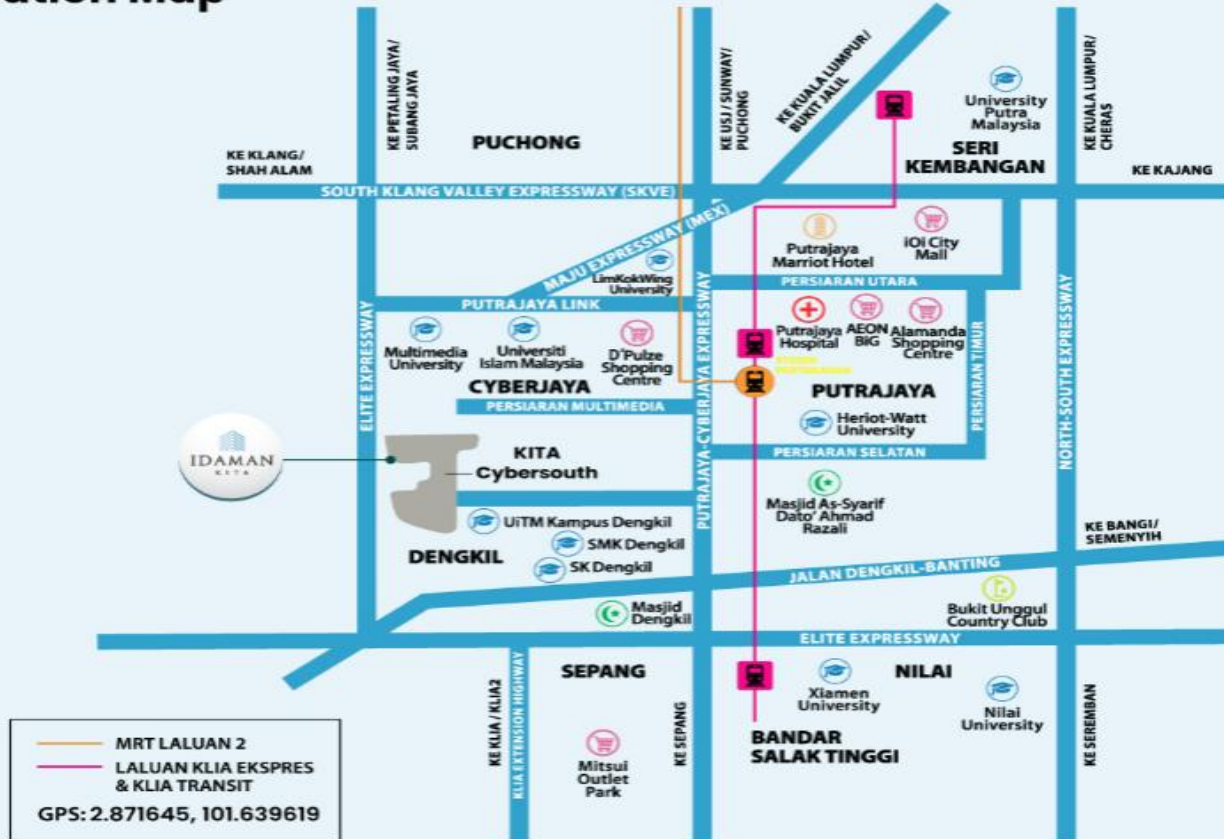 ation Map
KE PETALING JAYA/
SUBANG JAYA
KE USJ / SUNWAY/
PUCHONG
KE KUALA LUMPUR/
BUKIT JALIL
KE KUALA LUMPUR/
CHERAS
University
Putra
Malaysia
PUCHONG
SERI
KEMBANGAN
KE KLANG/
SHAH ALAM
KE KAJANG
SOUTH KLANG VALLEY EXPRESSWAY (SKVE)
MAJU EXPRESSWAY (MEX)
Putrajaya
Marriot Hotel
iOi City
Mall
LimKokWing
University
PERSIARAN UTARA
PUTRAJAYA LINK
ELITE EXPRESSWAY
PUTRAJAYA-CYBERJAYA EXPRESSWAY
PERSIARAN TIMUR
NORTH-SOUTH EXPRESSWAY
Multimedia
University
Universiti
Islam Malaysia
D'Pulze
Shopping
Centre
Putrajaya
Hospital
AEON
BiG
Alamanda
Shopping
Centre
CYBERJAYA
PUTRAJAYA
PERSIARAN MULTIMEDIA
Heriot-Watt
University
IDAMAN
KITA
KITA
Cybersouth
PERSIARAN SELATAN
Masjid As-Syarif
Dato' Ahmad
Razali
UiTM Kampus Dengkil
SMK Dengkil
SK Dengkil
DENGKIL
KE BANGI/
SEMENYIH
JALAN DENGKIL-BANTING
Masjid
Dengkil
Bukit Unggul
Country Club
ELITE EXPRESSWAY
SEPANG
NILAI
KE KLIA / KLIA2
KLIA EXTENSION HIGHWAY
KE SEPANG
KE SEREMBAN
Xiamen
University
Nilai
University
BANDAR
SALAK TINGGI
Mitsui
Outlet
Park
MRT LALUAN 2
LALUAN KLIA EKSPRES
& KLIA TRANSIT
GPS: 2.871645, 101.639619